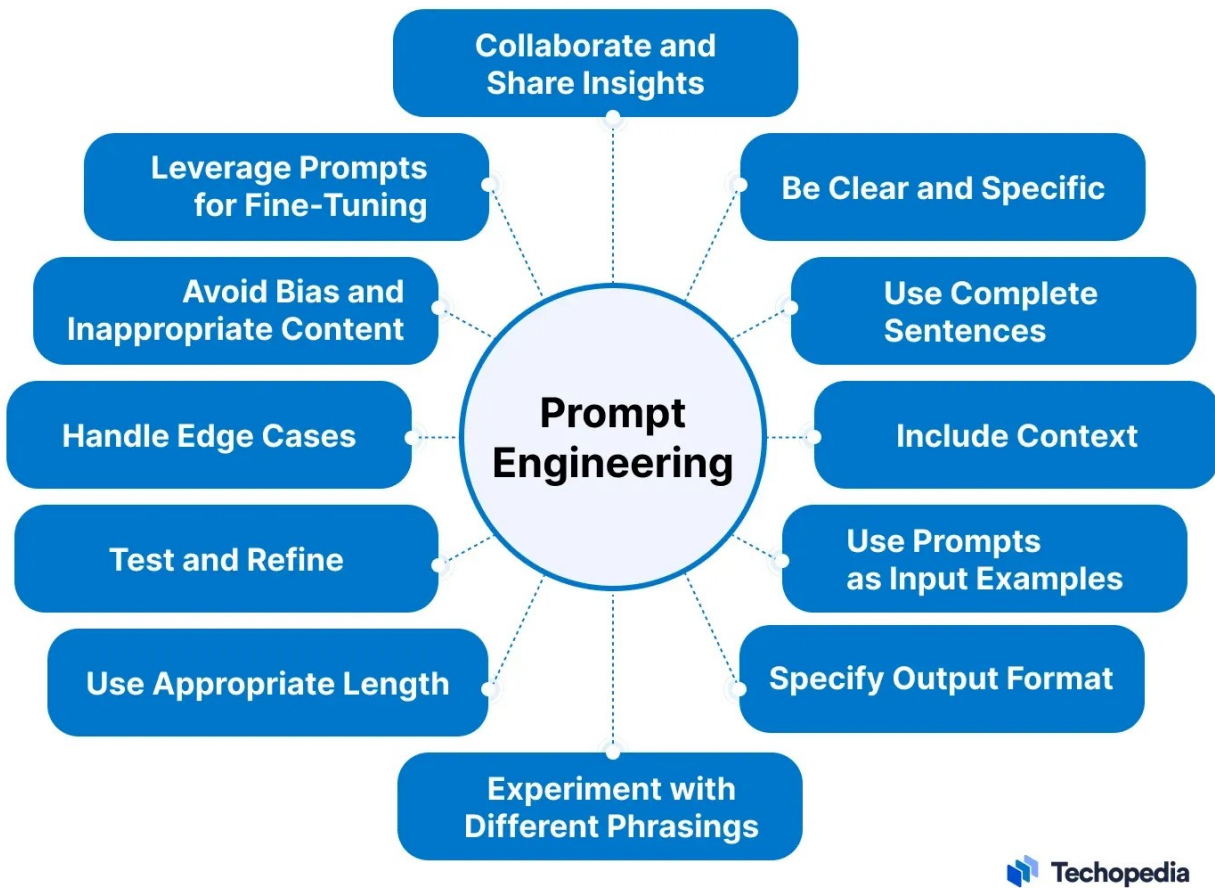 Collaborate and
Share Insights
Leverage Prompts
for Fine-Tuning
Be Clear and Specific
Avoid Bias and
Inappropriate Content
Use Complete
Sentences
Handle Edge Cases
Prompt
Engineering
Include Context
Test and Refine
Use Prompts
as Input Examples
Use Appropriate Length
Specify Output Format
Experiment with
Different Phrasings
Techopedia